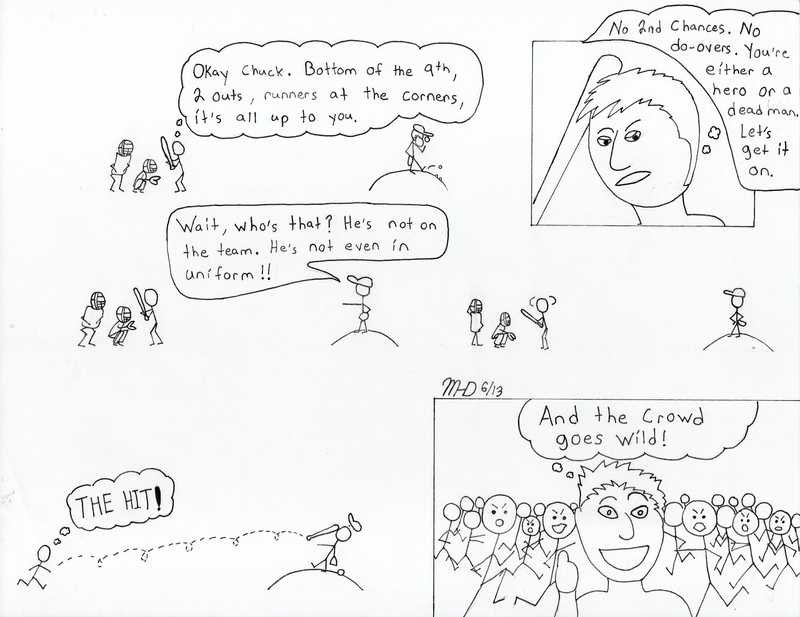 Okay Chuck. Bottom of the 9th,
2 outs, runners at the corners,
it's all up to you.
No 2nd Chances. No
do-overs. You're
either a
hero or a
dead man.
Let's
get it
on.
Wait, who's that? He's not on
the team. He's not even in
uniform!!
THE HIT!
MHD 6/13
And the Crowd
goes wild!